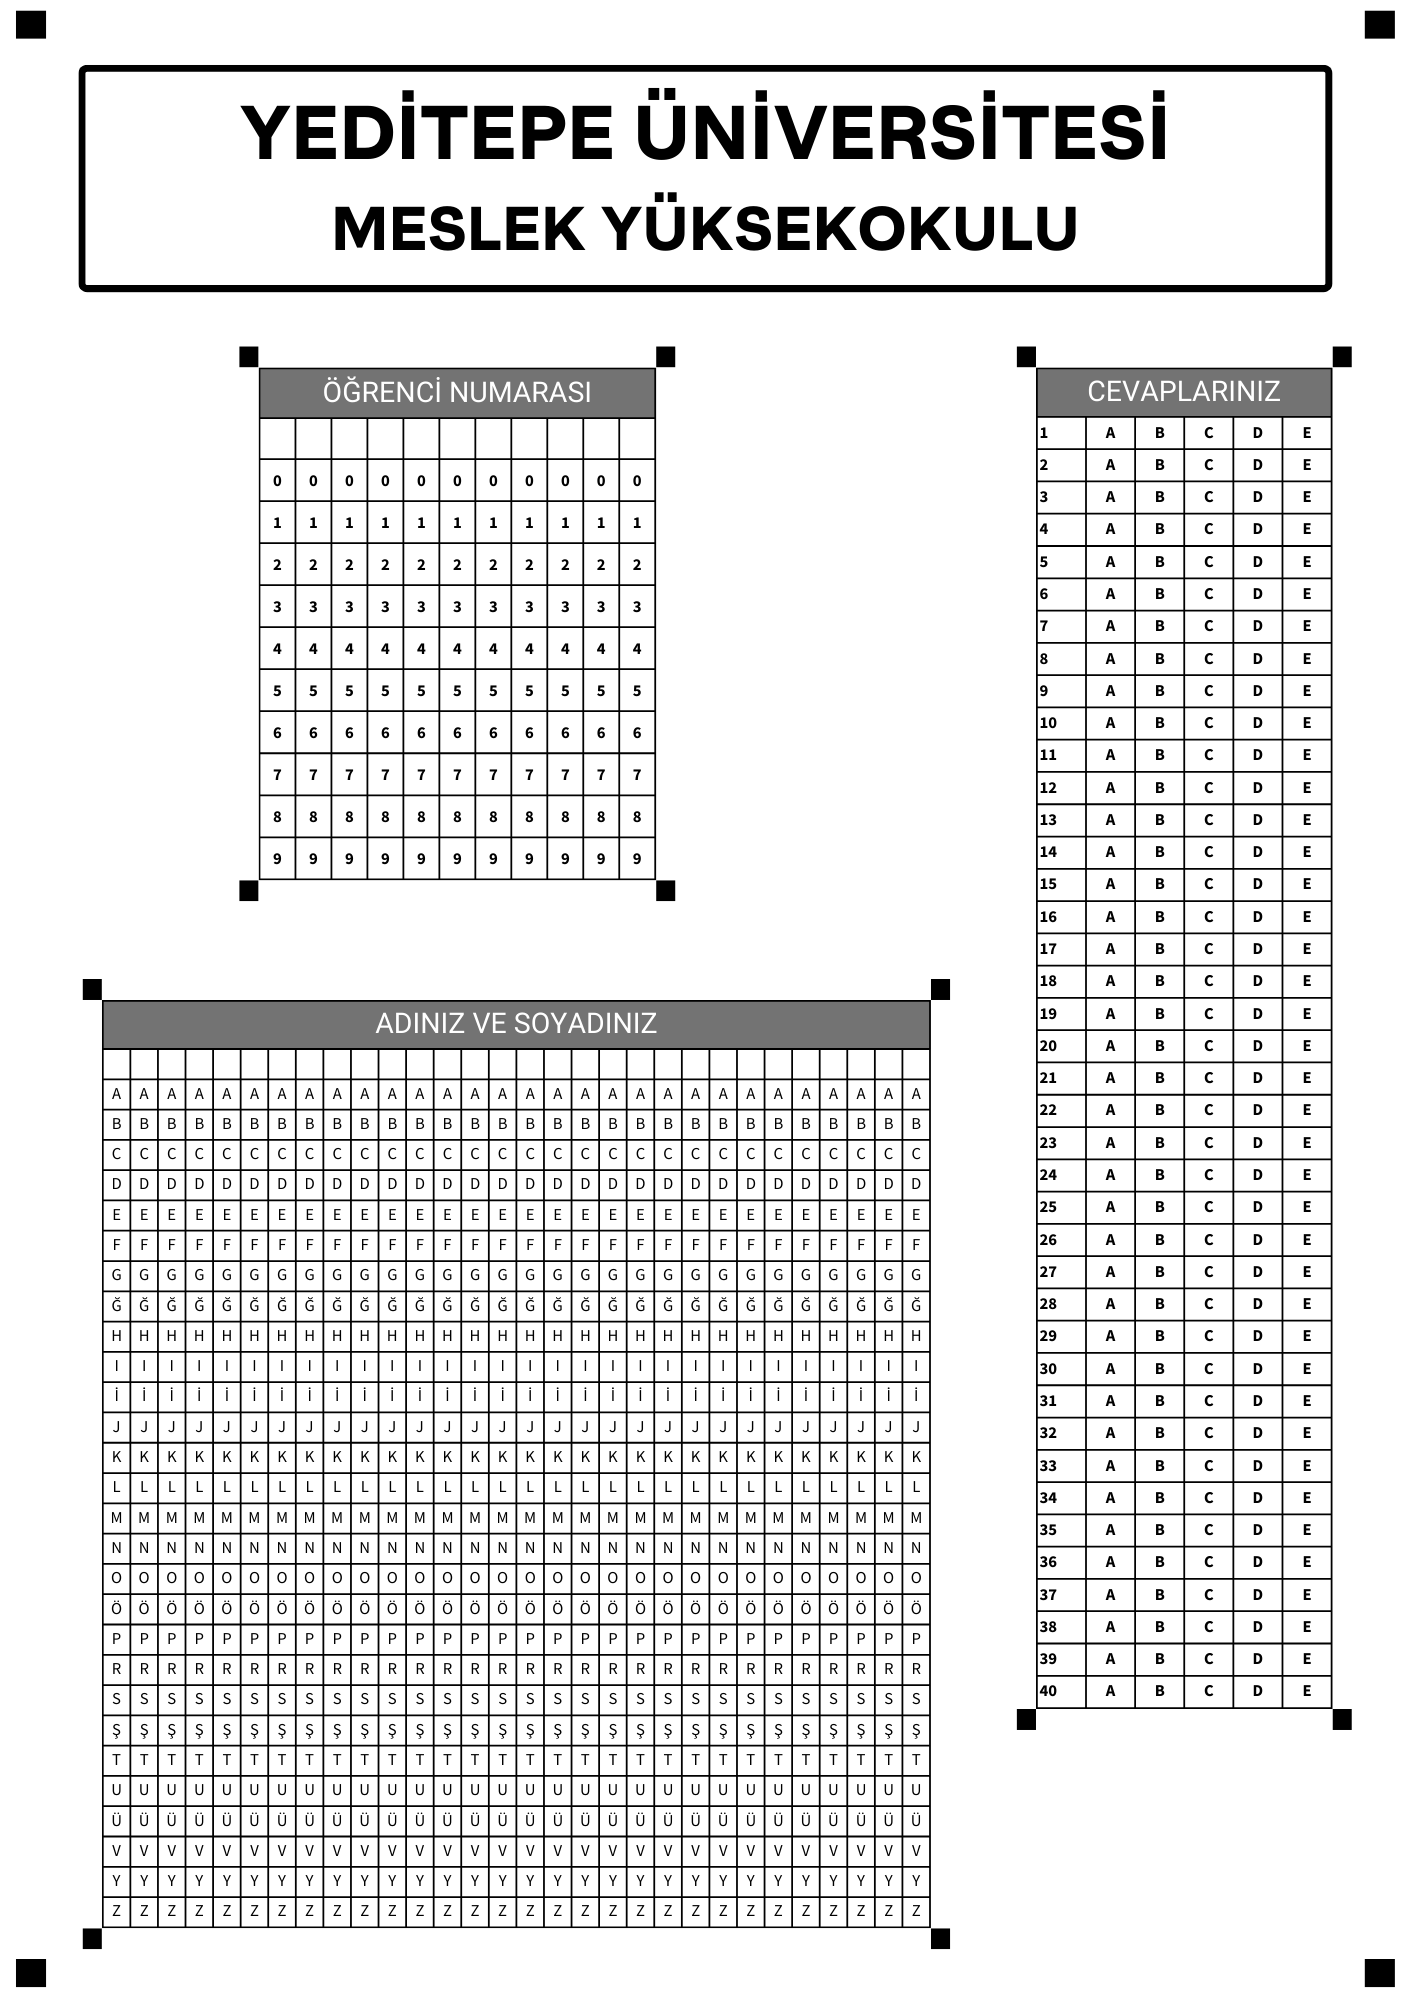 YEDİTEPE ÜNİVERSİTESİ
MESLEK YÜKSEKOKULU
ÖĞRENCİ NUMARASI
0 0 0 0 0 0 0 0 0 0 0
1 1 1 1 1 1 1 1 1 1 1
2 2 2 2 2 2 2 2 2 2 2
3 3 3 3 3 3 3 3 3 3 3
4 4 4 4 4 4 4 4 4 4 4
5 5 5 5 5 5 5 5 5 5 5
6 6 6 6 6 6 6 6 6 6 6
7 7 7 7 7 7 7 7 7 7 7
8 8 8 8 8 8 8 8 8 8 8
9 9 9 9 9 9 9 9 9 9 9
ADINIZ VE SOYADINIZ
A A A A A A A A A A A A A A A A A A A A A A A A A A A A A A
B B B B B B B B B B B B B B B B B B B B B B B B B B B B B B
C C C C C C C C C C C C C C C C C C C C C C C C C C C C C C
D D D D D D D D D D D D D D D D D D D D D D D D D D D D D D
E E E E E E E E E E E E E E E E E E E E E E E E E E E E E E
F F F F F F F F F F F F F F F F F F F F F F F F F F F F F F
G G G G G G G G G G G G G G G G G G G G G G G G G G G G G G
Ğ Ğ Ğ Ğ Ğ Ğ Ğ Ğ Ğ Ğ Ğ Ğ Ğ Ğ Ğ Ğ Ğ Ğ Ğ Ğ Ğ Ğ Ğ Ğ Ğ Ğ Ğ Ğ Ğ Ğ
H H H H H H H H H H H H H H H H H H H H H H H H H H H H H H
I I I I I I I I I I I I I I I I I I I I I I I I I I I I I I
İ İ İ İ İ İ İ İ İ İ İ İ İ İ İ İ İ İ İ İ İ İ İ İ İ İ İ İ İ İ
J J J J J J J J J J J J J J J J J J J J J J J J J J J J J J
K K K K K K K K K K K K K K K K K K K K K K K K K K K K K K
L L L L L L L L L L L L L L L L L L L L L L L L L L L L L L
M M M M M M M M M M M M M M M M M M M M M M M M M M M M M M
N N N N N N N N N N N N N N N N N N N N N N N N N N N N N N
O O O O O O O O O O O O O O O O O O O O O O O O O O O O O O
Ö Ö Ö Ö Ö Ö Ö Ö Ö Ö Ö Ö Ö Ö Ö Ö Ö Ö Ö Ö Ö Ö Ö Ö Ö Ö Ö Ö Ö Ö
P P P P P P P P P P P P P P P P P P P P P P P P P P P P P P
R R R R R R R R R R R R R R R R R R R R R R R R R R R R R R
S S S S S S S S S S S S S S S S S S S S S S S S S S S S S S
Ş Ş Ş Ş Ş Ş Ş Ş Ş Ş Ş Ş Ş Ş Ş Ş Ş Ş Ş Ş Ş Ş Ş Ş Ş Ş Ş Ş Ş Ş
T T T T T T T T T T T T T T T T T T T T T T T T T T T T T T
U U U U U U U U U U U U U U U U U U U U U U U U U U U U U U
Ü Ü Ü Ü Ü Ü Ü Ü Ü Ü Ü Ü Ü Ü Ü Ü Ü Ü Ü Ü Ü Ü Ü Ü Ü Ü Ü Ü Ü Ü
V V V V V V V V V V V V V V V V V V V V V V V V V V V V V V
Y Y Y Y Y Y Y Y Y Y Y Y Y Y Y Y Y Y Y Y Y Y Y Y Y Y Y Y Y Y
Z Z Z Z Z Z Z Z Z Z Z Z Z Z Z Z Z Z Z Z Z Z Z Z Z Z Z Z Z Z
CEVAPLARINIZ
1 A B C D E
2 A B C D E
3 A B C D E
4 A B C D E
5 A B C D E
6 A B C D E
7 A B C D E
8 A B C D E
9 A B C D E
10 A B C D E
11 A B C D E
12 A B C D E
13 A B C D E
14 A B C D E
15 A B C D E
16 A B C D E
17 A B C D E
18 A B C D E
19 A B C D E
20 A B C D E
21 A B C D E
22 A B C D E
23 A B C D E
24 A B C D E
25 A B C D E
26 A B C D E
27 A B C D E
28 A B C D E
29 A B C D E
30 A B C D E
31 A B C D E
32 A B C D E
33 A B C D E
34 A B C D E
35 A B C D E
36 A B C D E
37 A B C D E
38 A B C D E
39 A B C D E
40 A B C D E